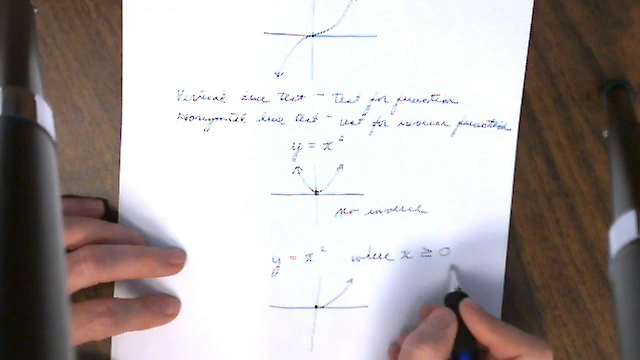 Vertical line test - test for function
Horizontal line test - test for inverse function
y = x²
No inverse
y = x² where x ≥ 0